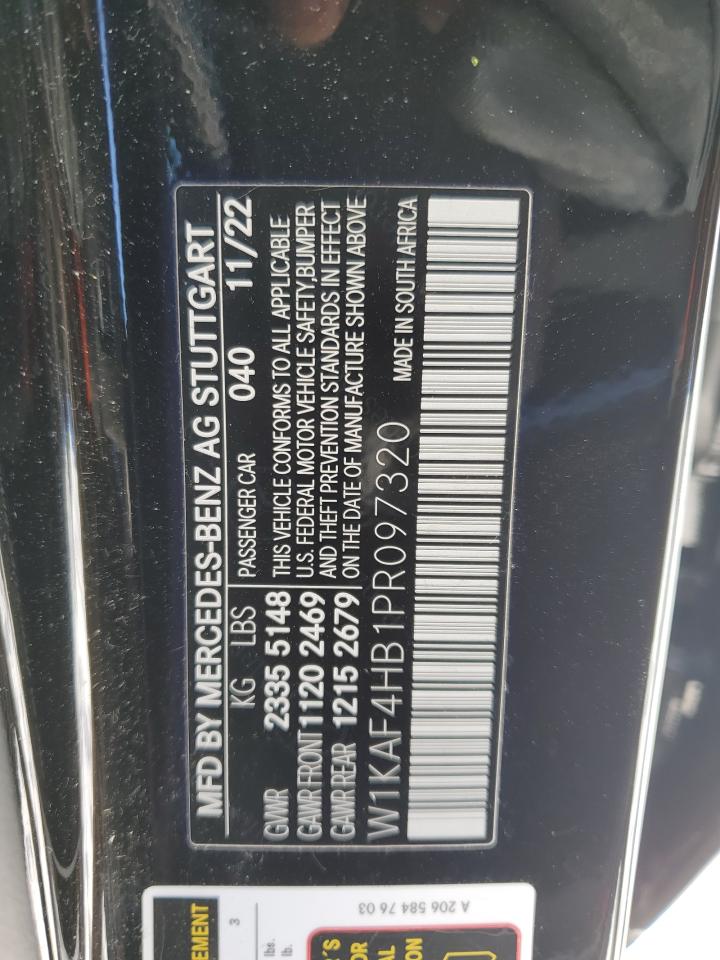 MFD BY MERCEDES-BENZ AG STUTTGART
KG LBS PASSENGER CAR 040 11/22
GVWR 2335 5148 THIS VEHICLE CONFORMS TO ALL APPLICABLE
GAWR FRONT 1120 2469 U.S. FEDERAL MOTOR VEHICLE SAFETY, BUMPER
AND THEFT PREVENTION STANDARDS IN EFFECT
GAWR REAR 1215 2679 ON THE DATE OF MANUFACTURE SHOWN ABOVE
W1KAF4HB1PR097320 MADE IN SOUTH AFRICA
A 206 584 76 03
3
lbs.
lb.